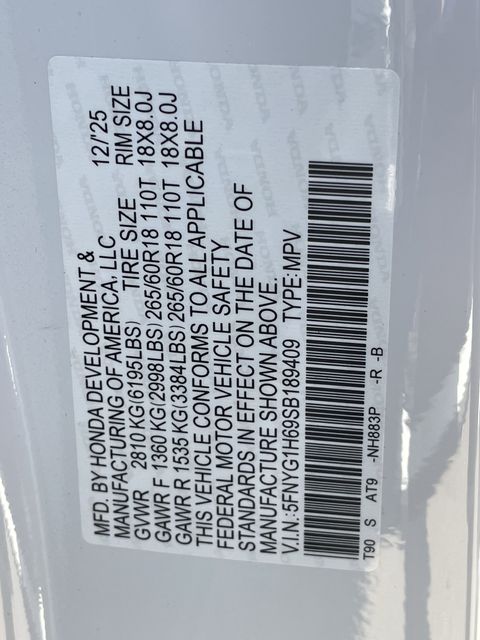 MFD. BY HONDA DEVELOPMENT & 12/'25
MANUFACTURING OF AMERICA, LLC
GVWR 2810 KG(6195LBS) TIRE SIZE RIM SIZE
GAWR F 1360 KG(2998LBS) 265/60R18 110T 18X8.0J
GAWR R 1535 KG(3384LBS) 265/60R18 110T 18X8.0J
THIS VEHICLE CONFORMS TO ALL APPLICABLE
FEDERAL MOTOR VEHICLE SAFETY
STANDARDS IN EFFECT ON THE DATE OF
MANUFACTURE SHOWN ABOVE.
V.I.N.:5FNYG1H69SB189409 TYPE:MPV
T90 S AT9 -NH883P -R -B